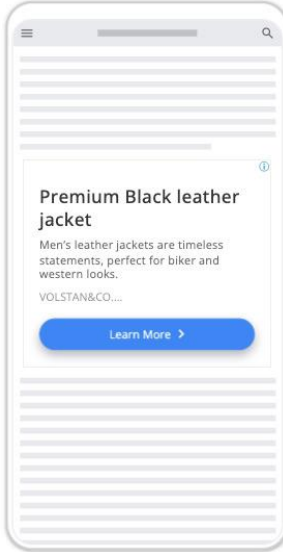 Premium Black leather
jacket
Men's leather jackets are timeless
statements, perfect for biker and
western looks.
VOLSTAN&CO....
Learn More